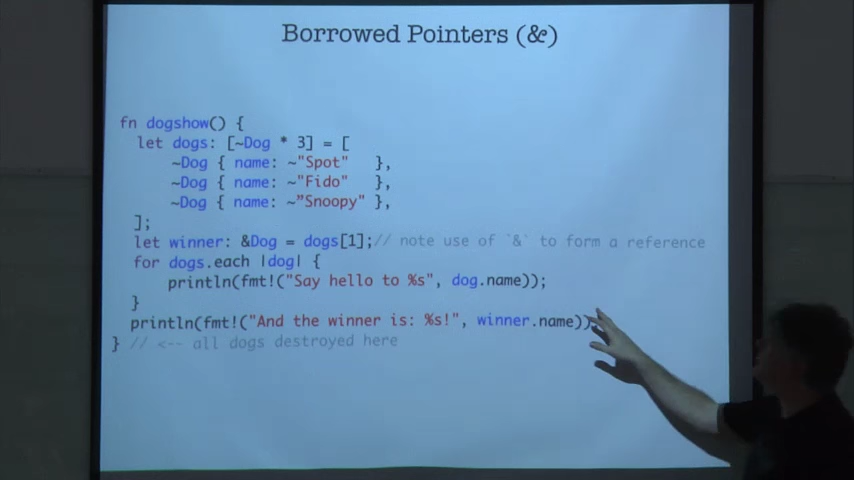 Borrowed Pointers (&)
fn dogshow() {
let dogs: [~Dog * 3] = [
~Dog { name: ~"Spot" },
~Dog { name: ~"Fido" },
~Dog { name: ~”Snoopy" },
];
let winner: &Dog = dogs[1];// note use of `&` to form a reference
for dogs.each |dog| {
println(fmt!("Say hello to %s", dog.name));
}
println(fmt!("And the winner is: %s!", winner.name));
} // <-- all dogs destroyed here